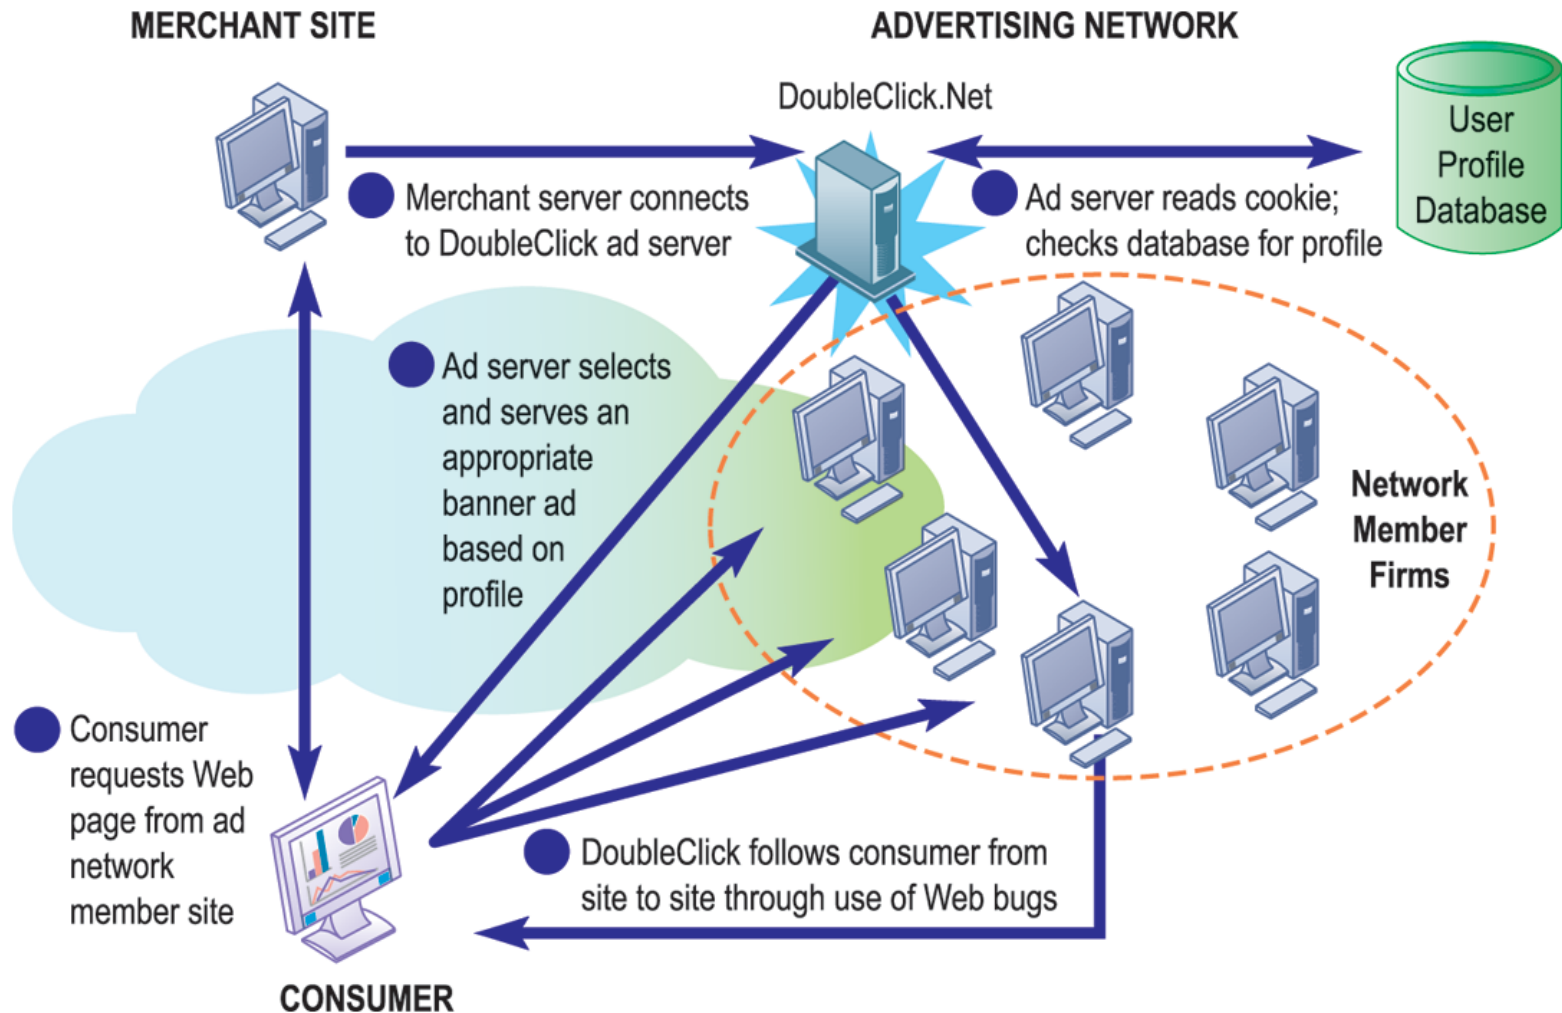 MERCHANT SITE
ADVERTISING NETWORK
DoubleClick.Net
User
Profile
Database
Merchant server connects
to DoubleClick ad server
Ad server reads cookie;
checks database for profile
Ad server selects
and serves an
appropriate
banner ad
based on
profile
Network
Member
Firms
Consumer
requests Web
page from ad
network
member site
DoubleClick follows consumer from
site to site through use of Web bugs
CONSUMER